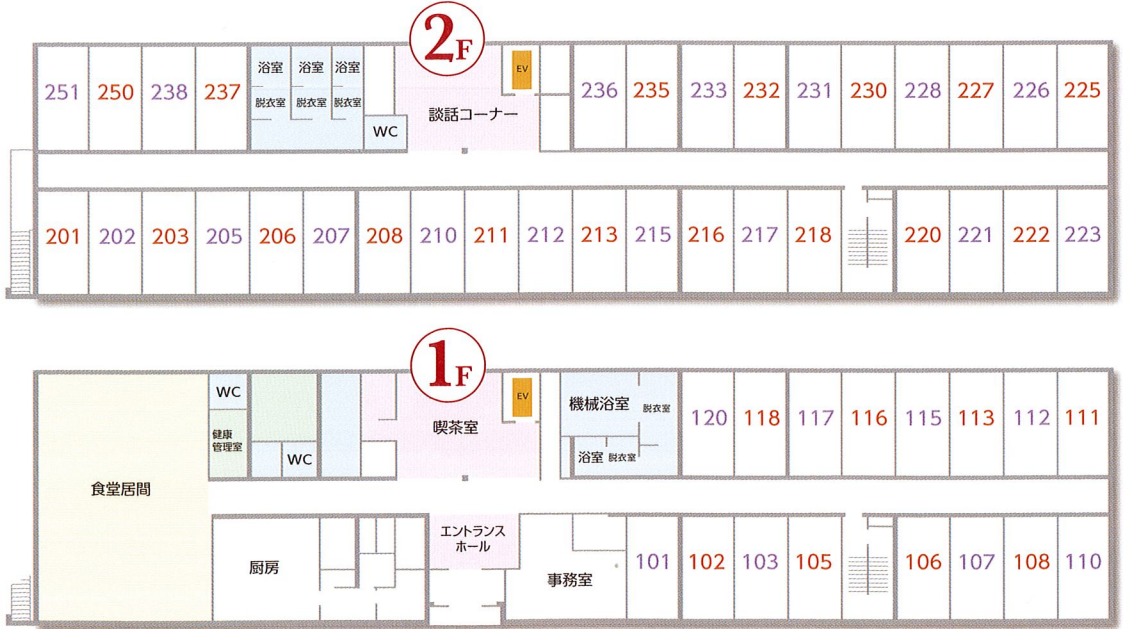 2F
251 250 238 237
浴室 浴室 浴室
脱衣室 脱衣室 脱衣室
WC
談話コーナー
EV
236 235 233 232 231 230 228 227 226 225
201 202 203 205 206 207 208 210 211 212 213 215 216 217 218 220 221 222 223
1F
食堂居間
WC
健康
管理室
WC
喫茶室
EV
機械浴室 脱衣室
浴室 脱衣室
120 118 117 116 115 113 112 111
厨房
エントランス
ホール
事務室
101 102 103 105 106 107 108 110